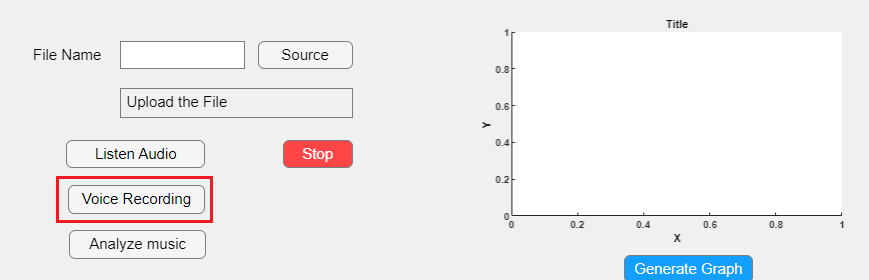 File Name
Source
Upload the File
Listen Audio
Stop
Voice Recording
Analyze music
Title
1
0.8
0.6
0.4
0.2
0
Y
0
0.2
0.4
0.6
0.8
1
X
Generate Graph